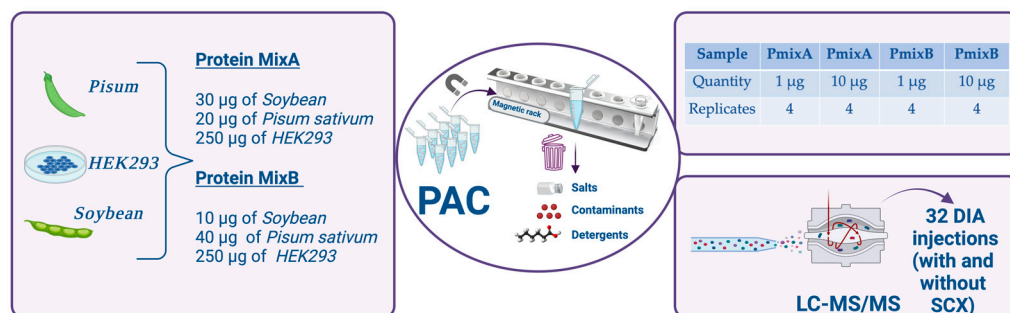 Pisum
HEK293
Soybean
Protein MixA
30 µg of Soybean
20 µg of Pisum sativum
250 µg of HEK293
Protein MixB
10 µg of Soybean
40 µg of Pisum sativum
250 µg of HEK293
Magnetic rack
PAC
Salts
Contaminants
Detergents
Sample PmixA PmixA PmixB PmixB
Quantity 1 µg 10 µg 1 µg 10 µg
Replicates 4 4 4 4
LC-MS/MS
32 DIA
injections
(with and
without
SCX)